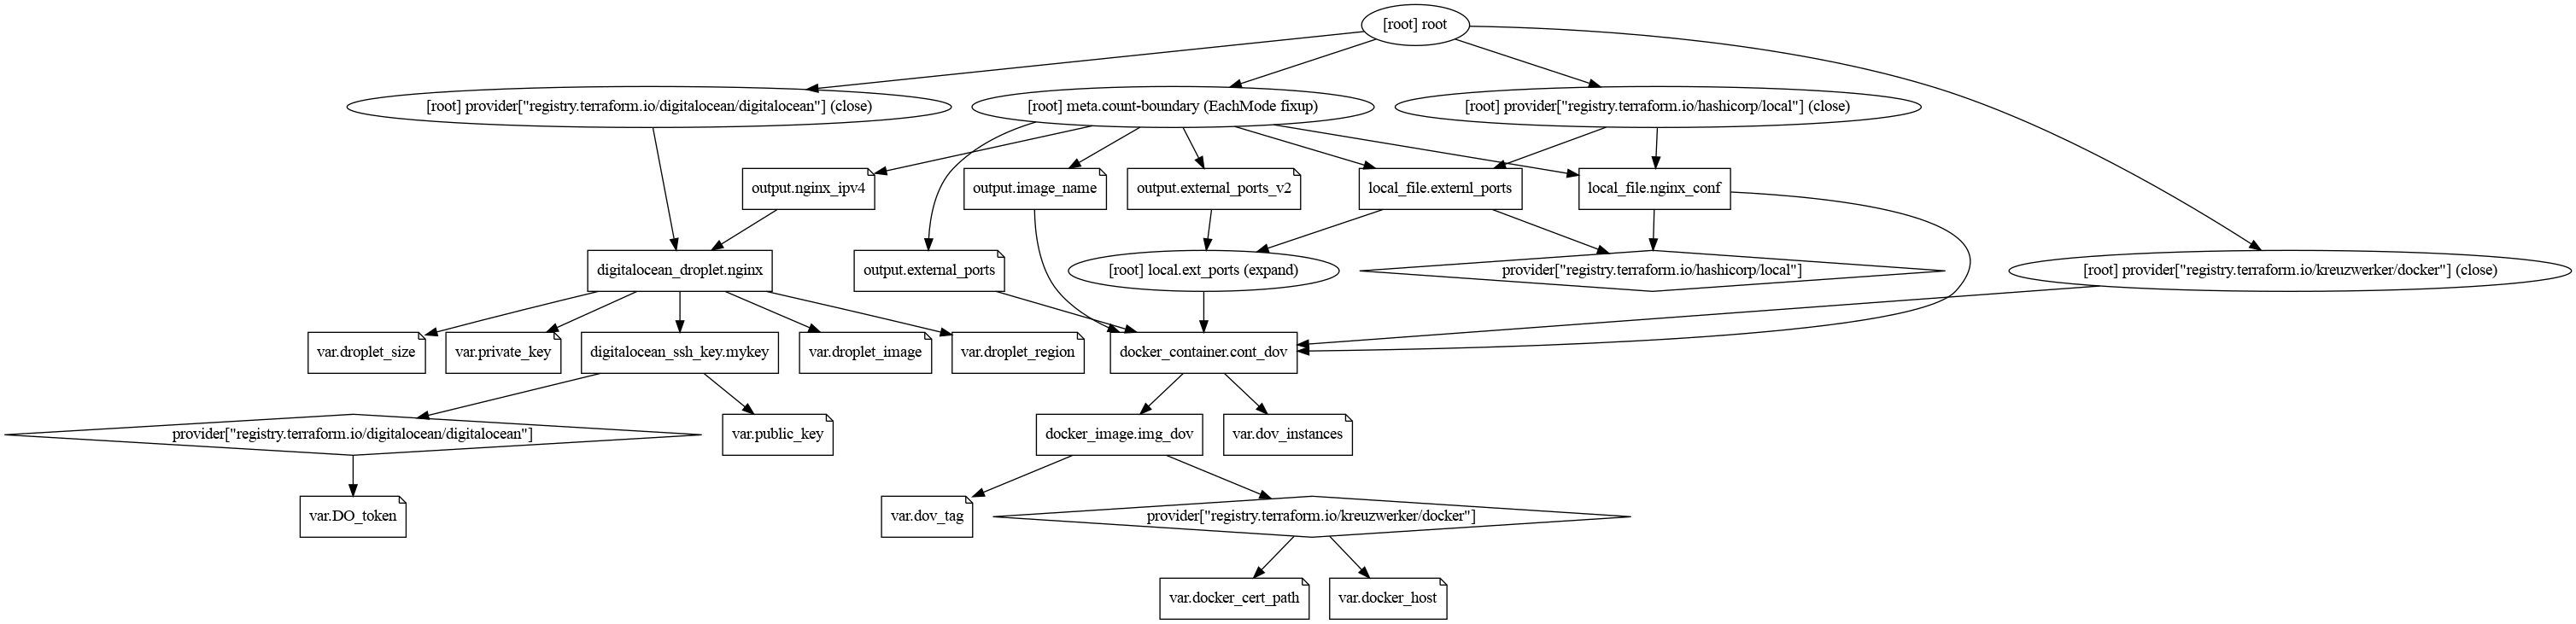 [root] root
[root] provider["registry.terraform.io/digitalocean/digitalocean"] (close)
[root] meta.count-boundary (EachMode fixup)
[root] provider["registry.terraform.io/hashicorp/local"] (close)
output.nginx_ipv4
output.image_name
output.external_ports_v2
local_file.externl_ports
local_file.nginx_conf
digitalocean_droplet.nginx
output.external_ports
[root] local.ext_ports (expand)
provider["registry.terraform.io/hashicorp/local"]
[root] provider["registry.terraform.io/kreuzwerker/docker"] (close)
var.droplet_size
var.private_key
digitalocean_ssh_key.mykey
var.droplet_image
var.droplet_region
docker_container.cont_dov
provider["registry.terraform.io/digitalocean/digitalocean"]
var.public_key
docker_image.img_dov
var.dov_instances
var.DO_token
var.dov_tag
provider["registry.terraform.io/kreuzwerker/docker"]
var.docker_cert_path
var.docker_host